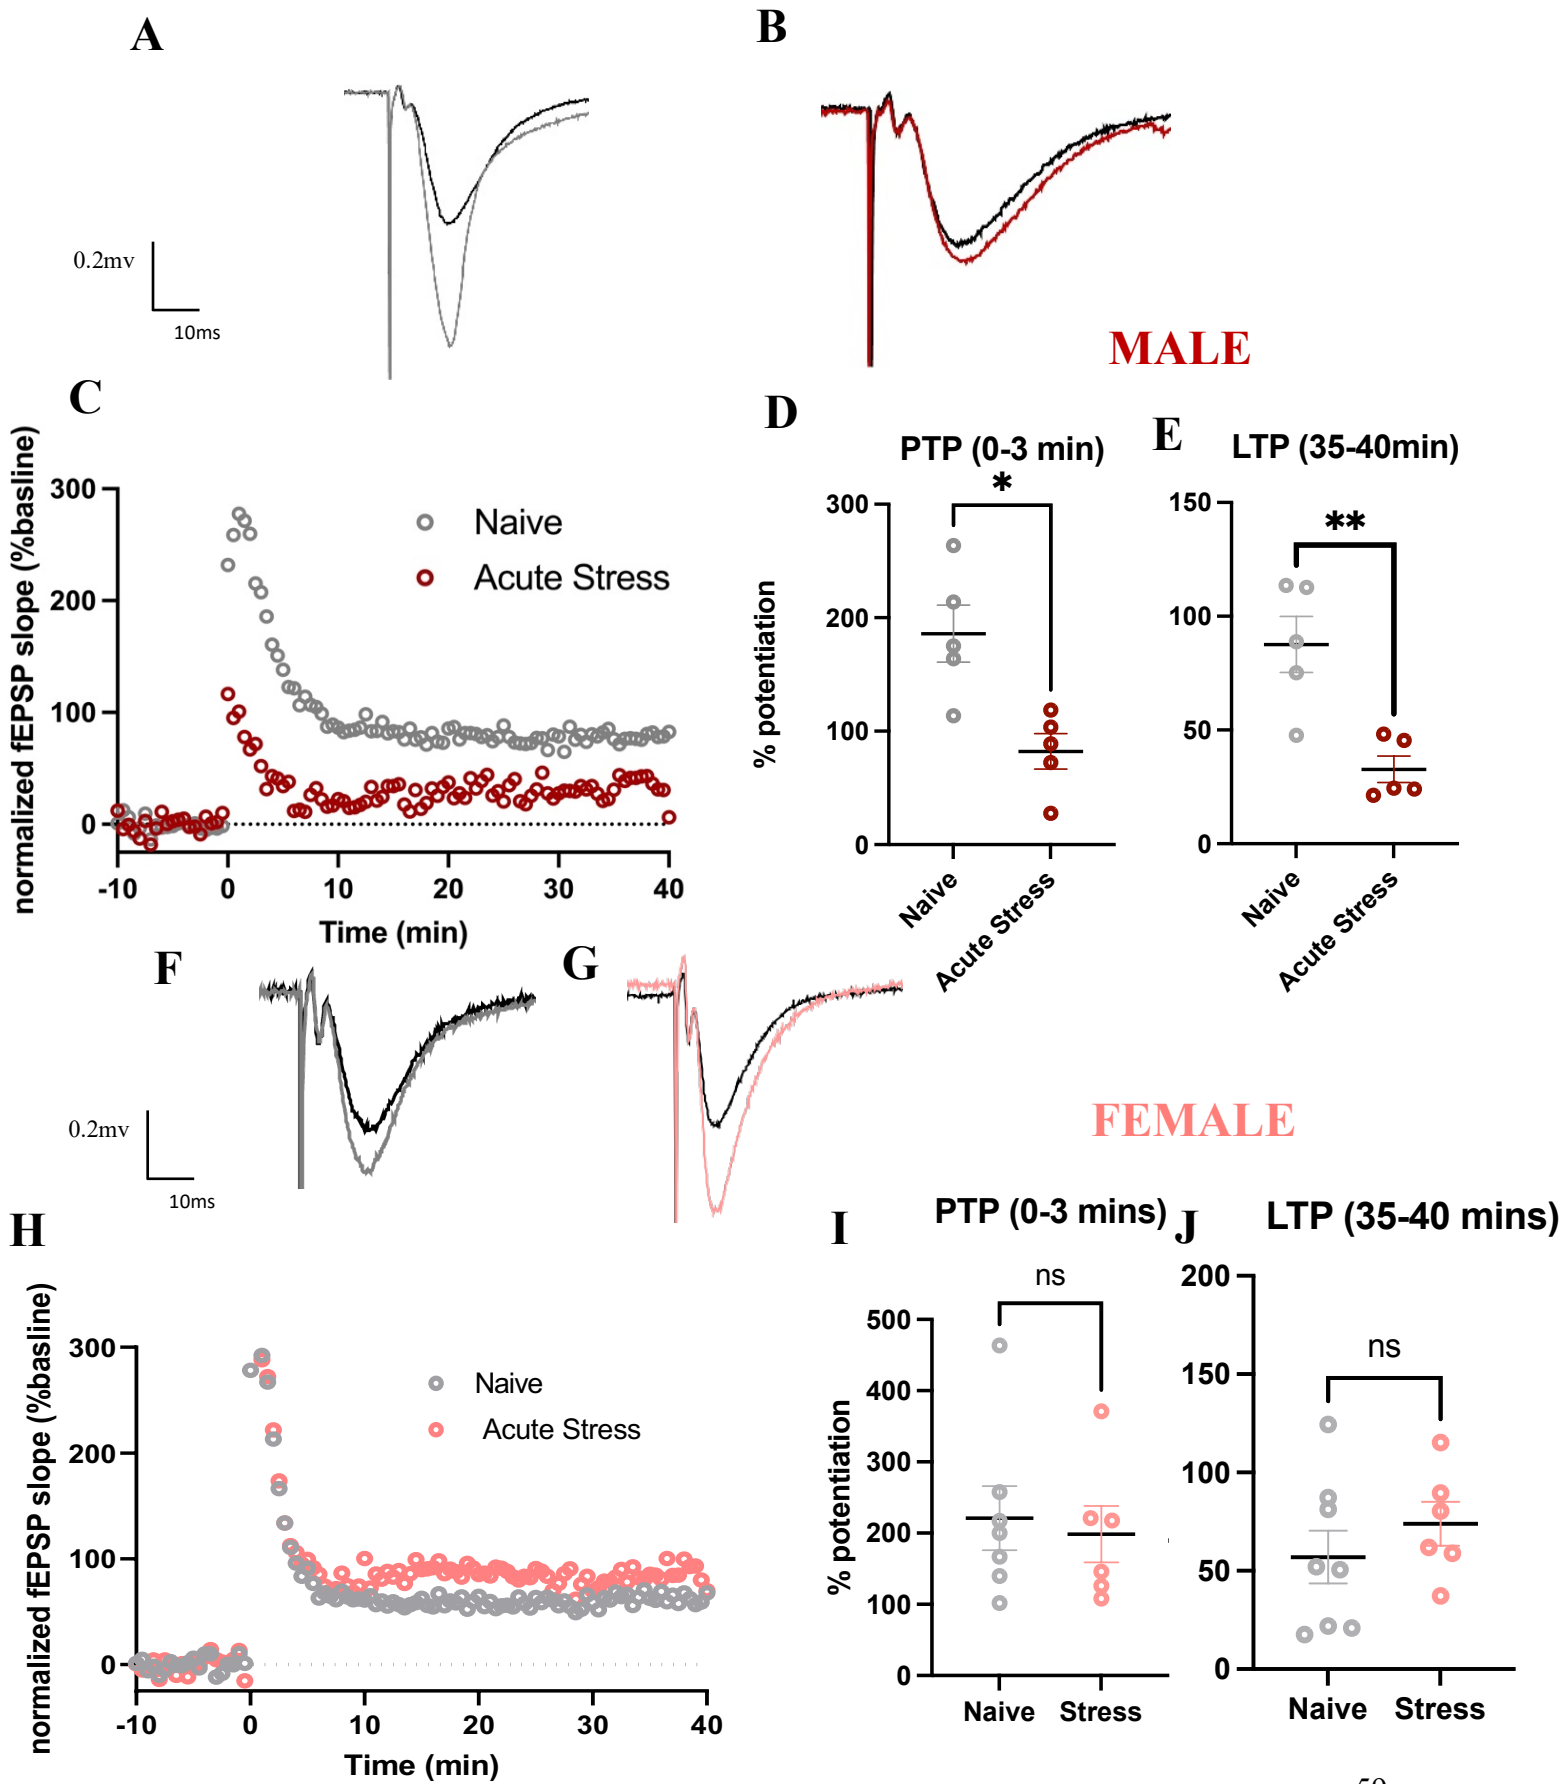 A
B
0.2mv
10ms
MALE
C
normalized fEPSP slope (%basline)
300
200
100
0
-10
0
10
20
30
40
Time (min)
Naive
Acute Stress
D
PTP (0-3 min)
*
% potentiation
300
200
100
0
Naive
Acute Stress
E
LTP (35-40min)
**
150
100
50
0
Naive
Acute Stress
F
G
0.2mv
10ms
FEMALE
H
normalized fEPSP slope (%basline)
300
200
100
0
-10
0
10
20
30
40
Time (min)
Naive
Acute Stress
I
PTP (0-3 mins)
ns
% potentiation
500
400
300
200
100
0
Naive
Stress
J
LTP (35-40 mins)
ns
200
150
100
50
0
Naive
Stress